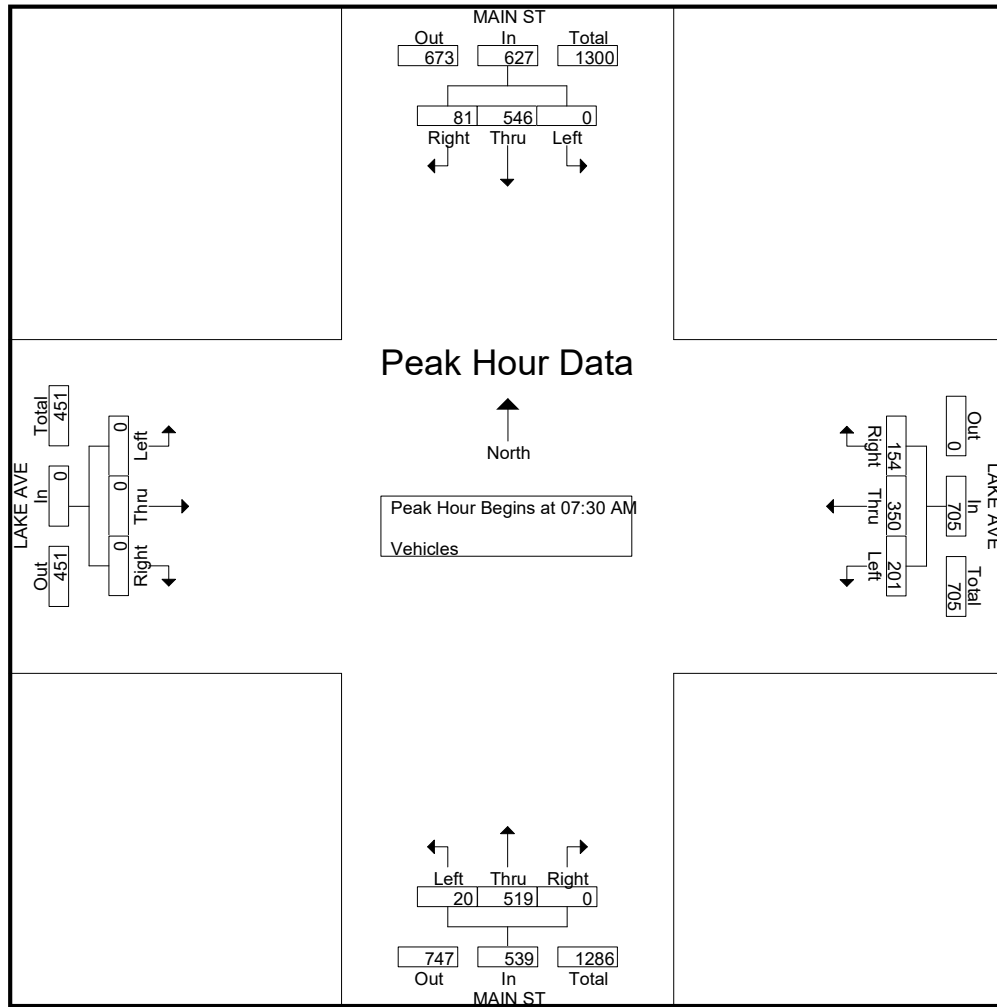 MAIN ST
Out In Total
673 627 1300
81 546 0
Right Thru Left
Peak Hour Data
North
Peak Hour Begins at 07:30 AM
Vehicles
LAKE AVE
Out In Total
451 0 451
0 0 0
Right Thru Left
LAKE AVE
Out In Total
0 705 705
154 350 201
Right Thru Left
Left Thru Right
20 519 0
747 539 1286
Out In Total
MAIN ST